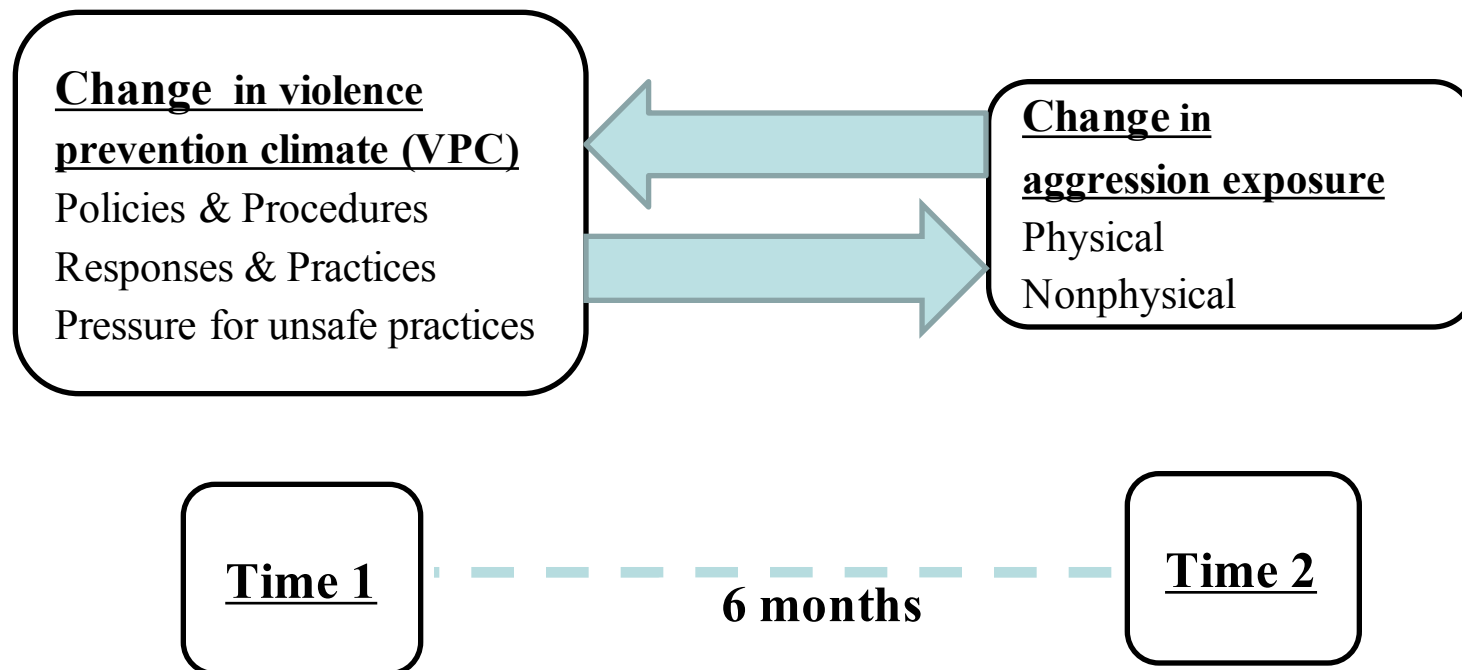 Change in violence
prevention climate (VPC)
Policies & Procedures
Responses & Practices
Pressure for unsafe practices
Change in
aggression exposure
Physical
Nonphysical
Time 1
6 months
Time 2